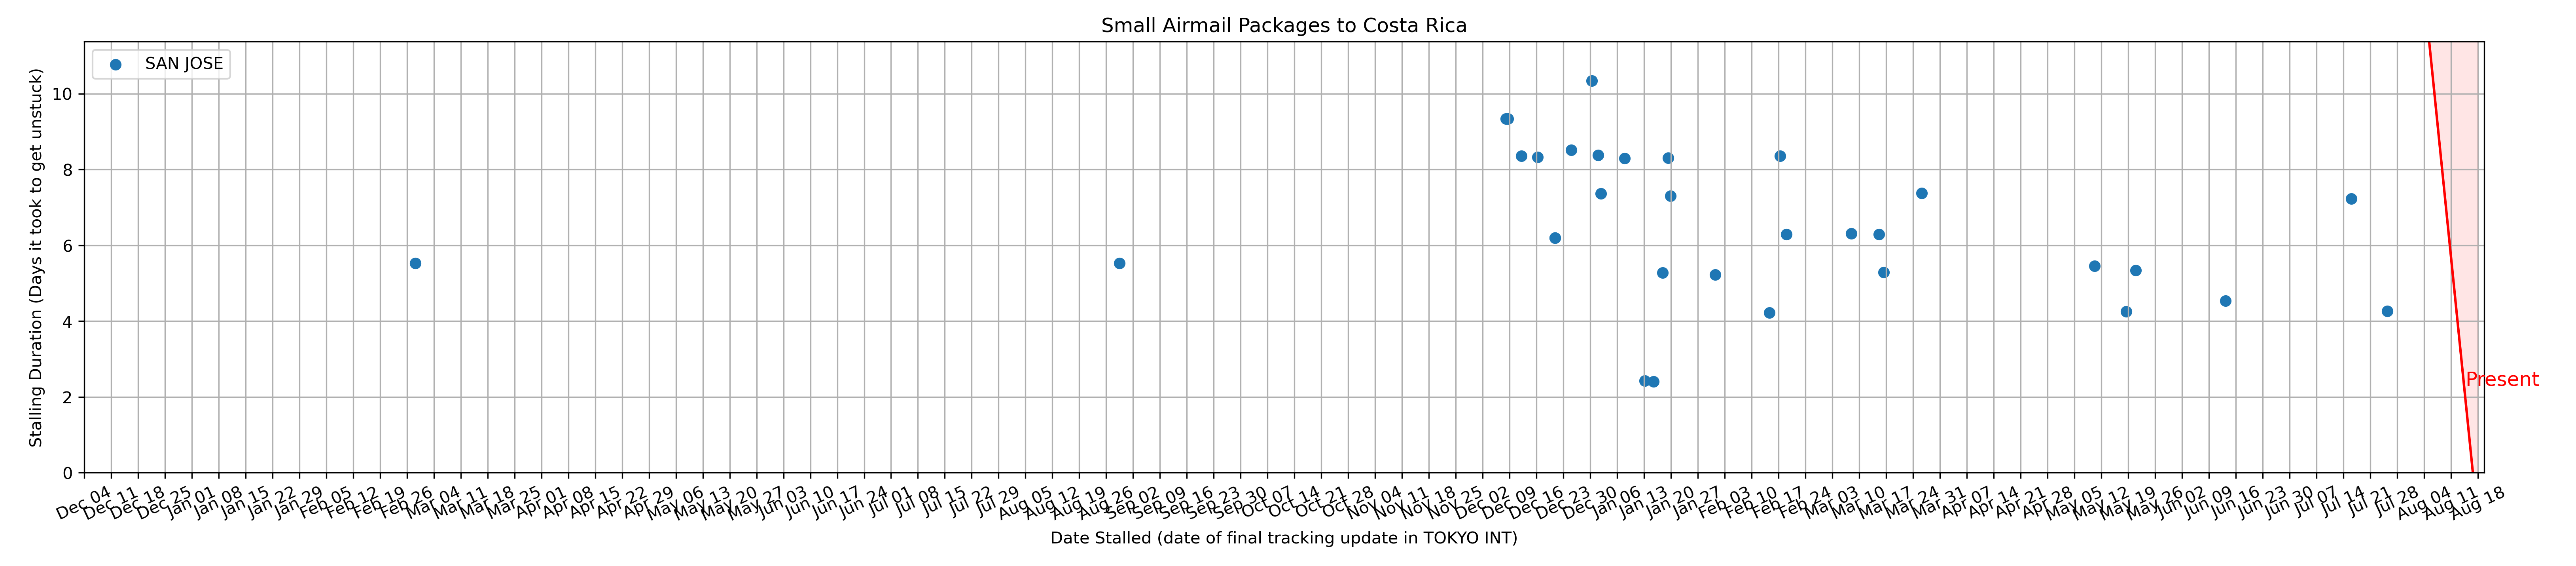 Small Airmail Packages to Costa Rica
SAN JOSE
Stalling Duration (Days it took to get unstuck)
10
8
6
4
2
0
Present
Dec 04 Dec 11 Dec 18 Dec 25 Jan 01 Jan 08 Jan 15 Jan 22 Jan 29 Feb 05 Feb 12 Feb 19 Feb 26 Mar 04 Mar 11 Mar 18 Mar 25 Apr 01 Apr 08 Apr 15 Apr 22 Apr 29 May 06 May 13 May 20 May 27 Jun 03 Jun 10 Jun 17 Jun 24 Jul 01 Jul 08 Jul 15 Jul 22 Jul 29 Aug 05 Aug 12 Aug 19 Aug 26 Sep 02 Sep 09 Sep 16 Sep 23 Sep 30 Oct 07 Oct 14 Oct 21 Oct 28 Nov 04 Nov 11 Nov 18 Nov 25 Dec 02 Dec 09 Dec 16 Dec 23 Dec 30 Jan 06 Jan 13 Jan 20 Jan 27 Feb 03 Feb 10 Feb 17 Feb 24 Mar 03 Mar 10 Mar 17 Mar 24 Mar 31 Apr 07 Apr 14 Apr 21 Apr 28 May 05 May 12 May 19 May 26 Jun 02 Jun 09 Jun 16 Jun 23 Jun 30 Jul 07 Jul 14 Jul 21 Jul 28 Aug 04 Aug 11 Aug 18
Date Stalled (date of final tracking update in TOKYO INT)